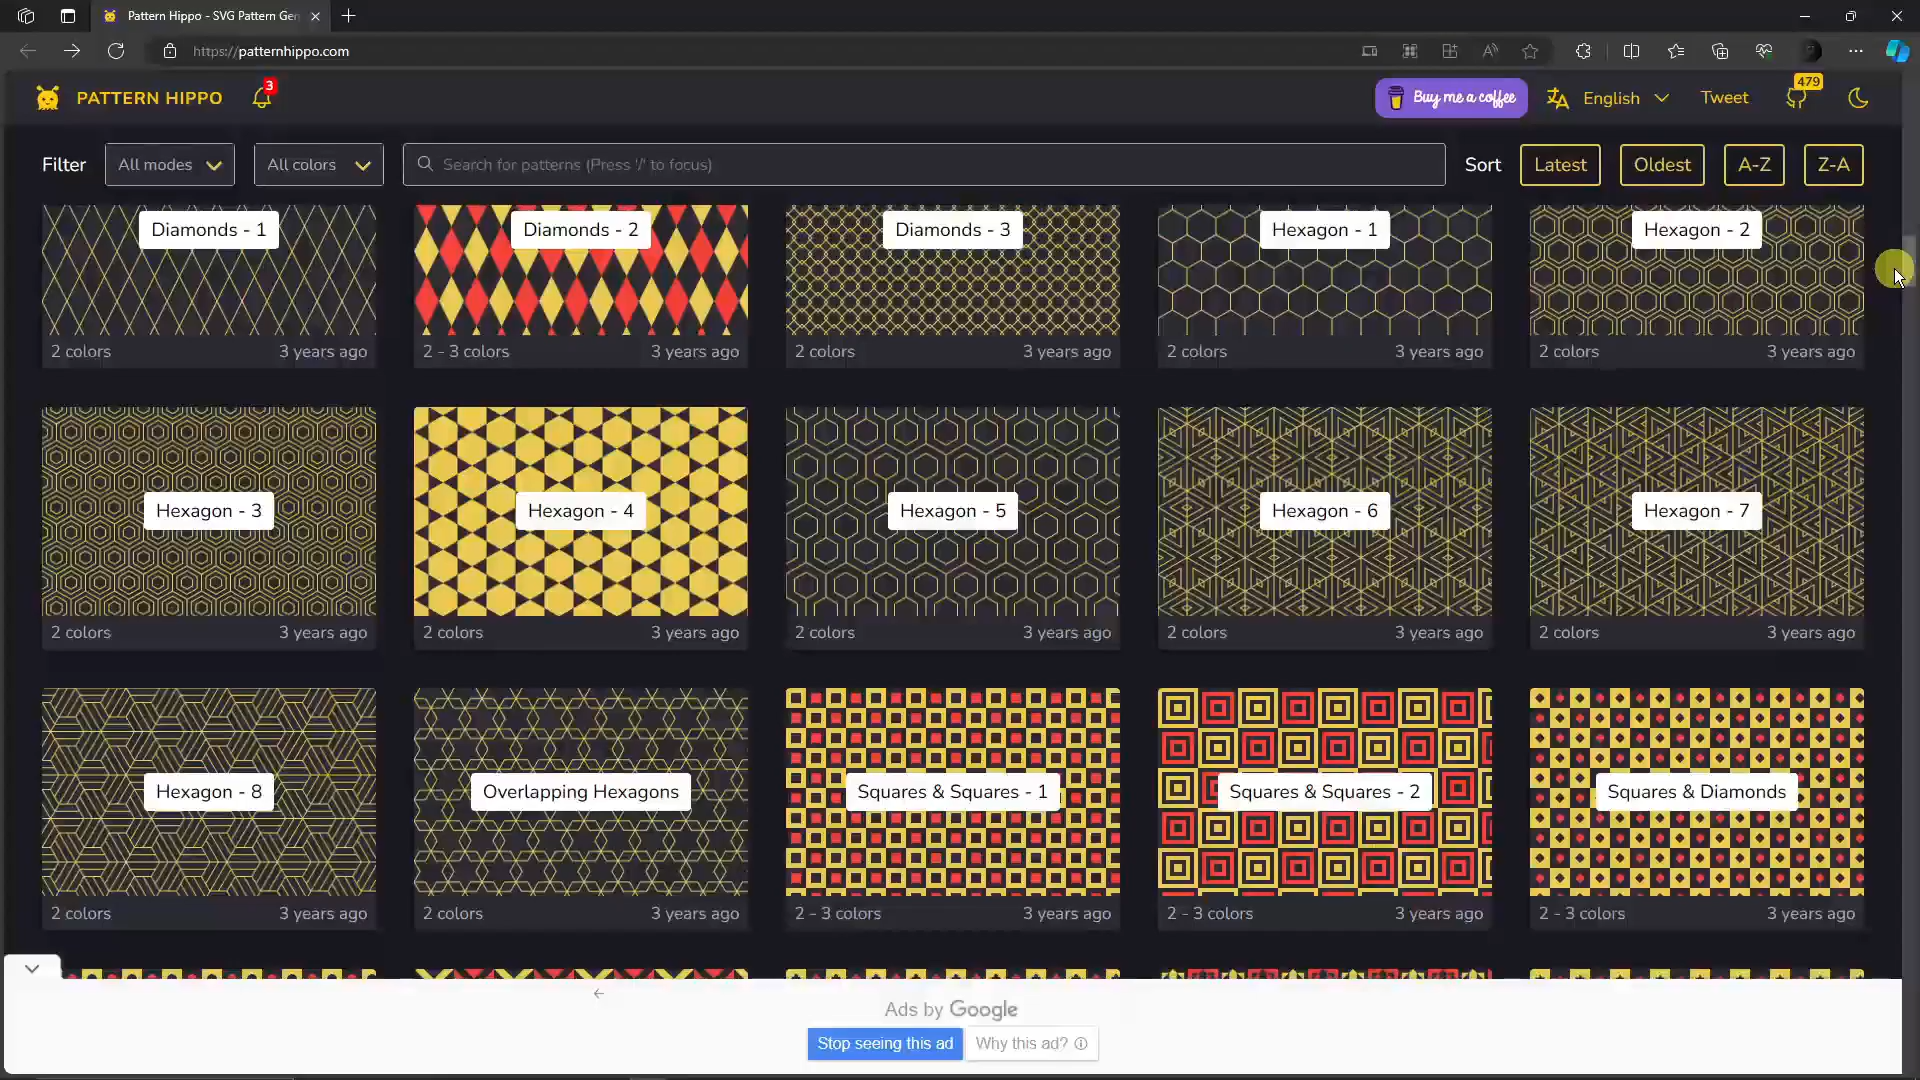 Pattern Hippo - SVG Pattern Gen
https://patternhippo.com
PATTERN HIPPO
3
Buy me a coffee
English
Tweet
479
Filter
All modes
All colors
Search for patterns (Press '/' to focus)
Sort
Latest
Oldest
A-Z
Z-A
Diamonds - 1
Diamonds - 2
Diamonds - 3
Hexagon - 1
Hexagon - 2
2 colors
3 years ago
2 - 3 colors
3 years ago
2 colors
3 years ago
2 colors
3 years ago
2 colors
3 years ago
Hexagon - 3
Hexagon - 4
Hexagon - 5
Hexagon - 6
Hexagon - 7
2 colors
3 years ago
2 colors
3 years ago
2 colors
3 years ago
2 colors
3 years ago
2 colors
3 years ago
Hexagon - 8
Overlapping Hexagons
Squares & Squares - 1
Squares & Squares - 2
Squares & Diamonds
2 colors
3 years ago
2 colors
3 years ago
2 - 3 colors
3 years ago
2 - 3 colors
3 years ago
2 - 3 colors
3 years ago
Ads by Google
Stop seeing this ad
Why this ad?